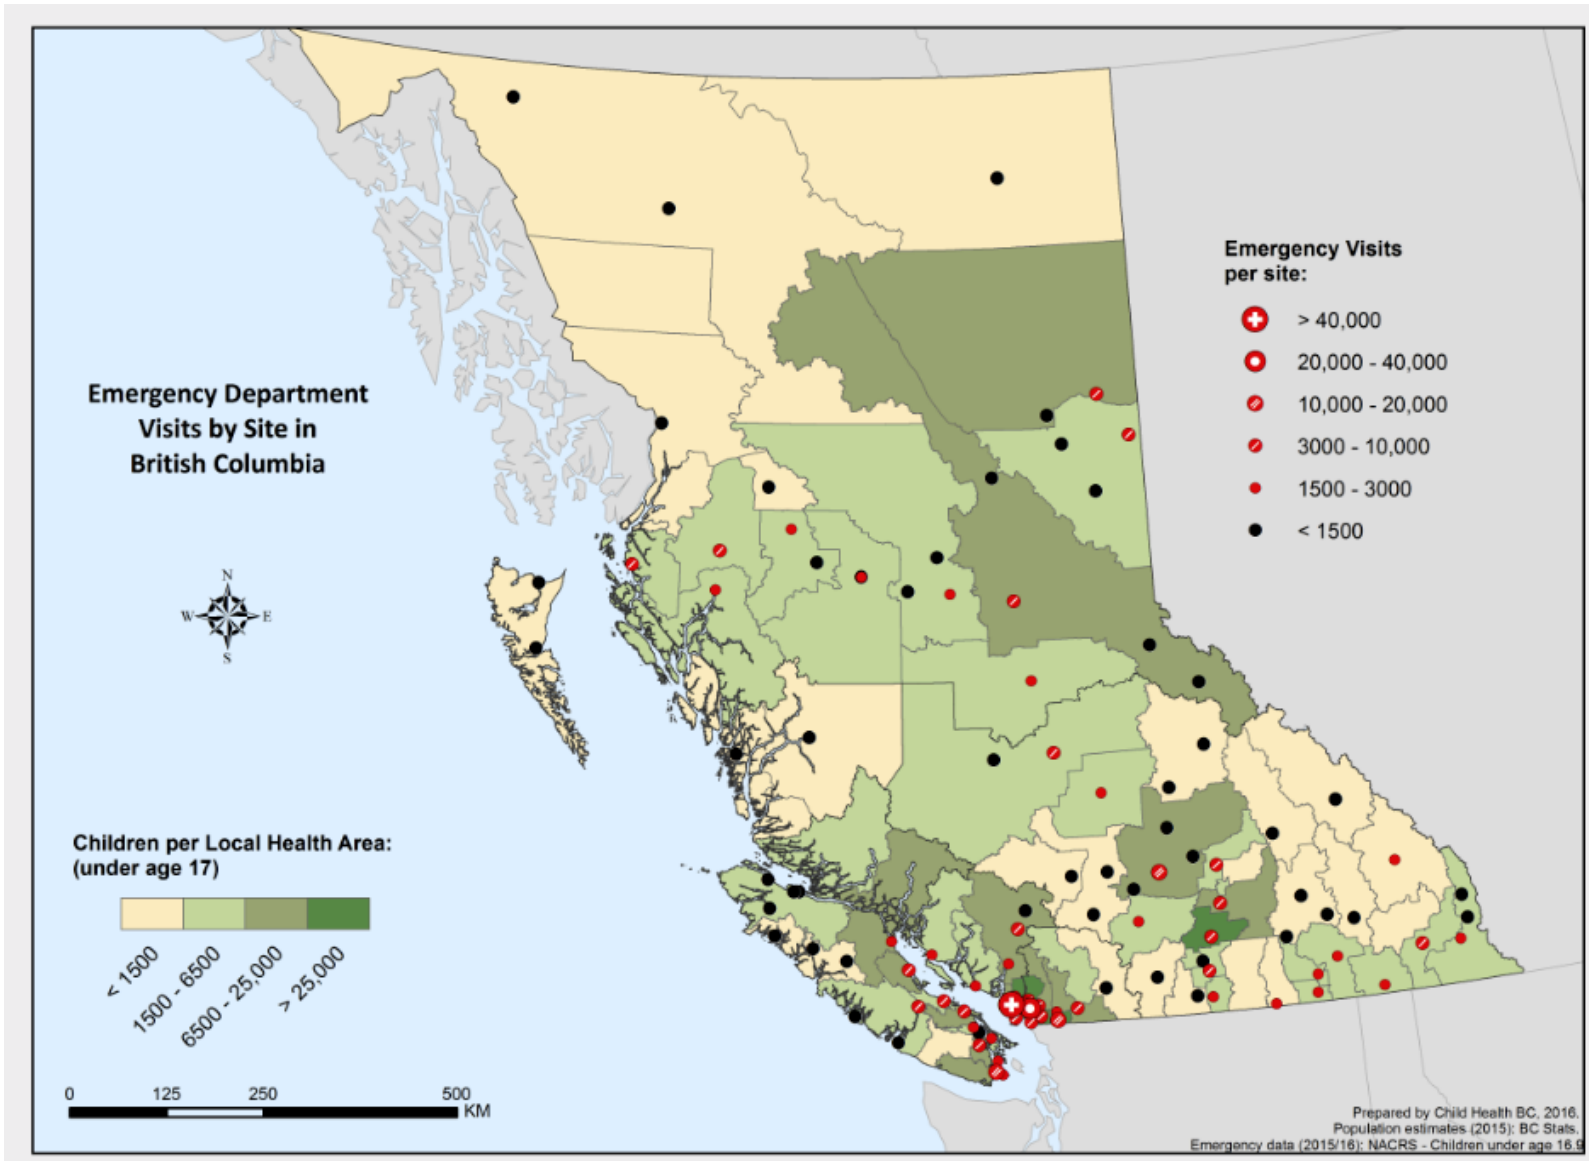 Emergency Department
Visits by Site in
British Columbia
Emergency Visits
per site:
> 40,000
20,000 - 40,000
10,000 - 20,000
3000 - 10,000
1500 - 3000
< 1500
N
W
E
S
Children per Local Health Area:
(under age 17)
< 1500
1500 - 6500
6500 - 25,000
> 25,000
0
125
250
500
KM
Prepared by Child Health BC, 2016.
Population estimates (2015): BC Stats.
Emergency data (2015/16): NACRS - Children under age 16.9